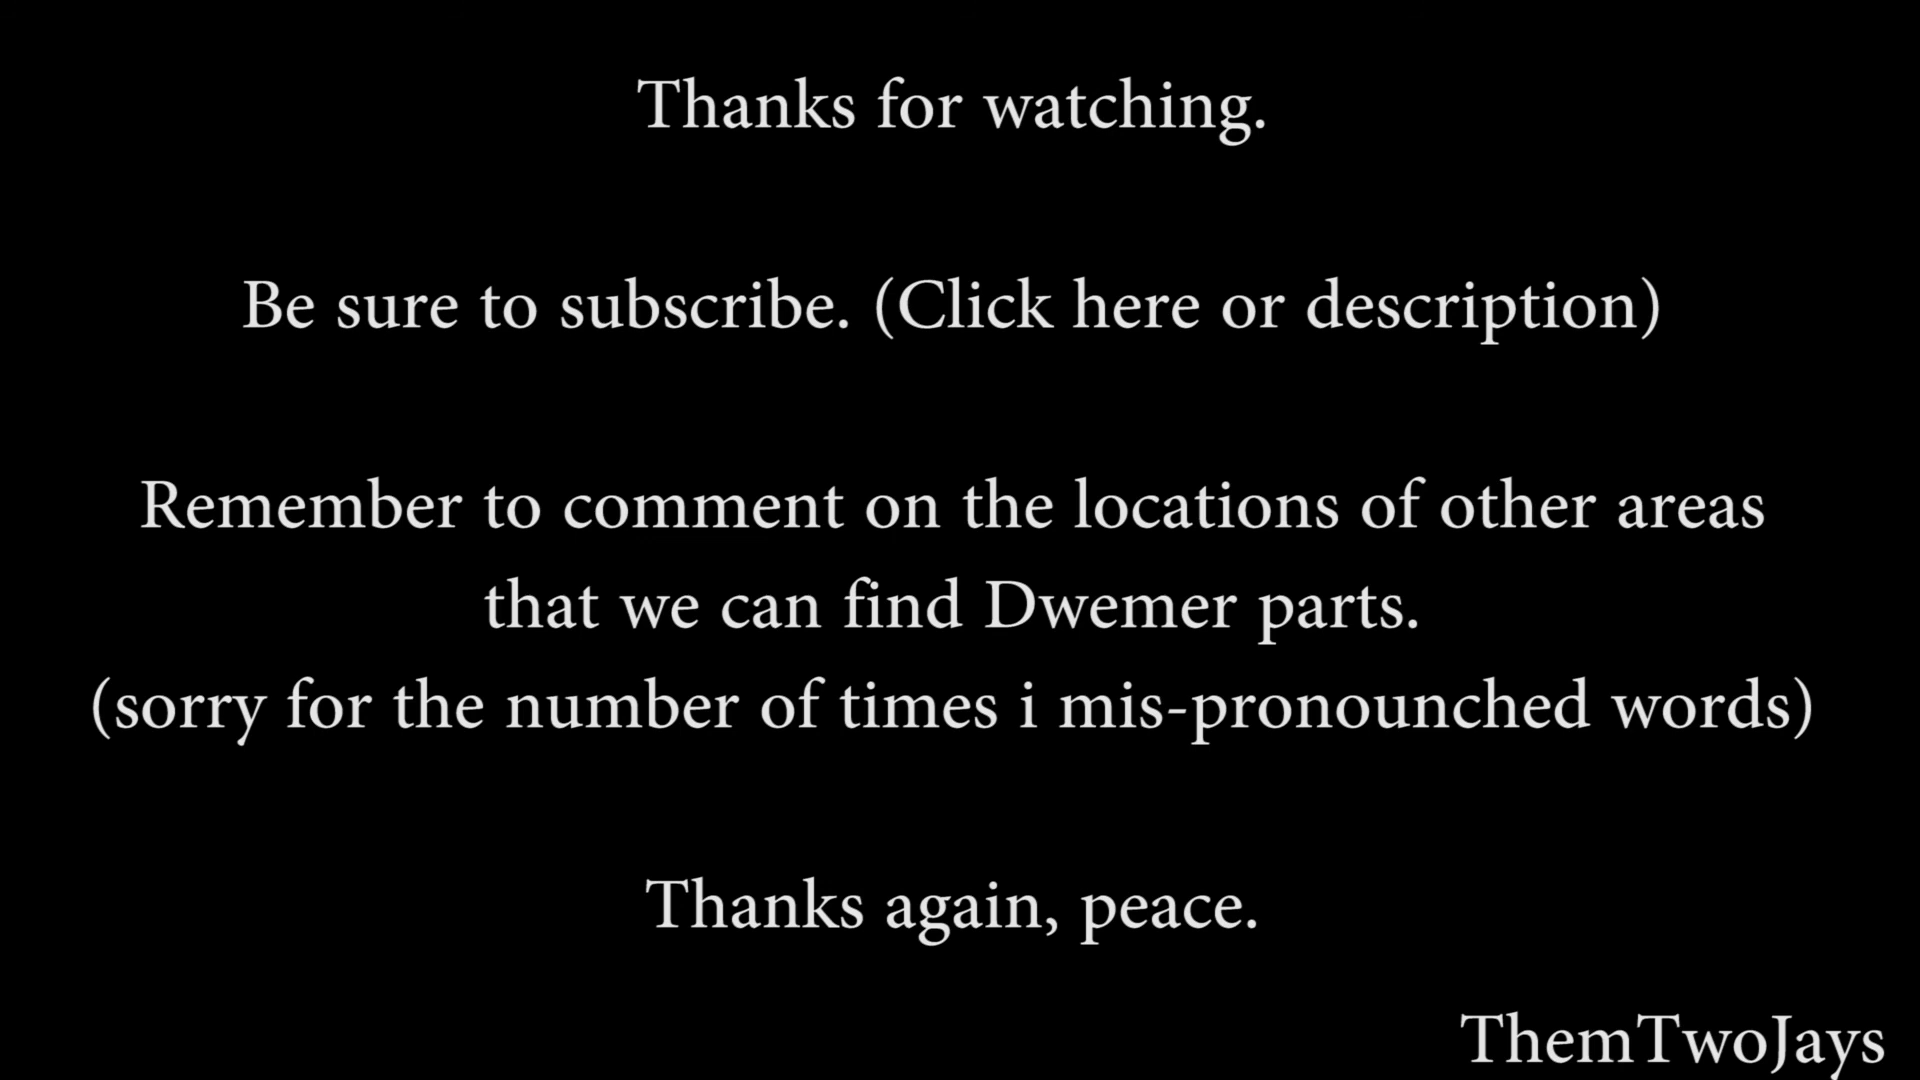 Thanks for watching.
Be sure to subscribe. (Click here or description)
Remember to comment on the locations of other areas
that we can find Dwemer parts.
(sorry for the number of times i mis-pronounched words)
Thanks again, peace.
ThemTwoJays